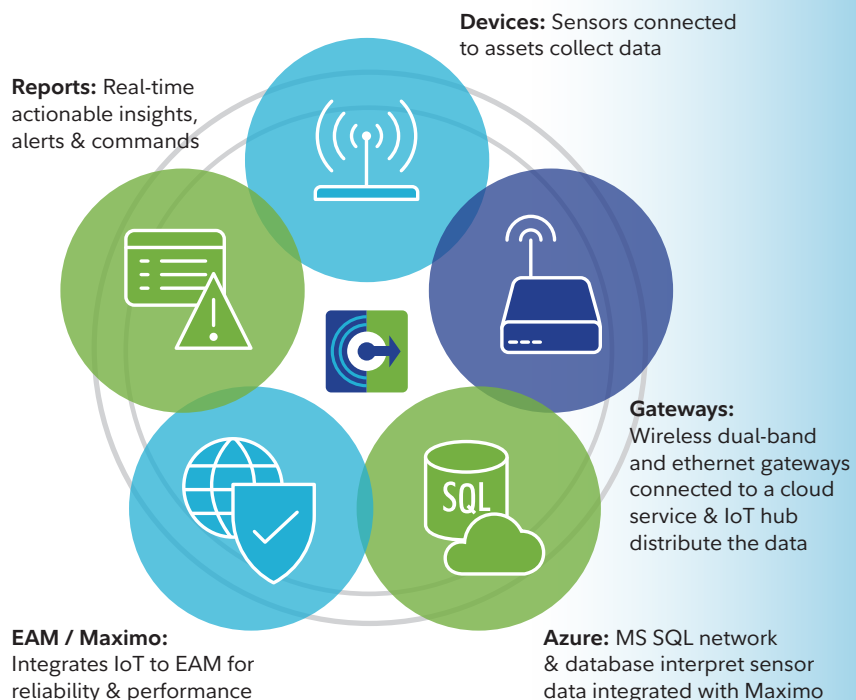 Devices: Sensors connected
to assets collect data
Reports: Real-time
actionable insights,
alerts & commands
SQL
Gateways:
Wireless dual-band
and ethernet gateways
connected to a cloud
service & IoT hub
distribute the data
EAM / Maximo:
Integrates IoT to EAM for
reliability & performance
Azure: MS SQL network
& database interpret sensor
data integrated with Maximo